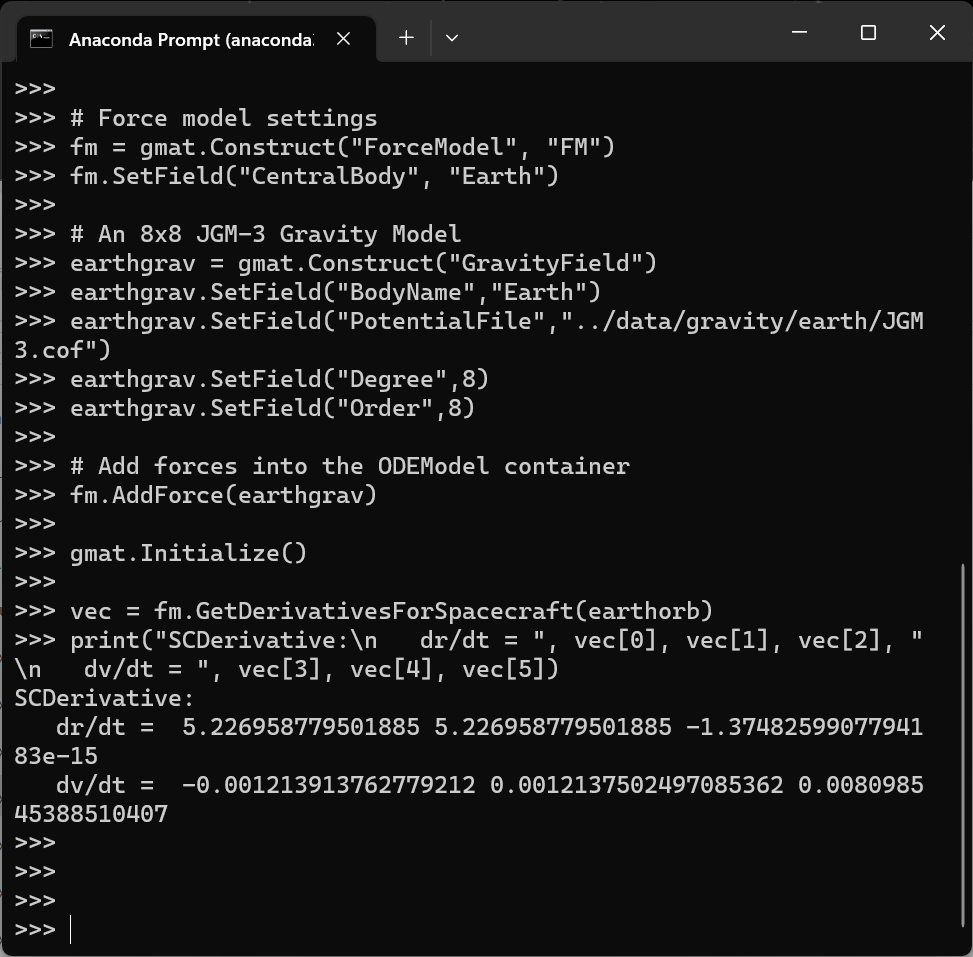 Anaconda Prompt (anaconda:
>>>
>>> # Force model settings
>>> fm = gmat.Construct("ForceModel", "FM")
>>> fm.SetField("CentralBody", "Earth")
>>>
>>> # An 8x8 JGM-3 Gravity Model
>>> earthgrav = gmat.Construct("GravityField")
>>> earthgrav.SetField("BodyName","Earth")
>>> earthgrav.SetField("PotentialFile","../data/gravity/earth/JGM
3.cof")
>>> earthgrav.SetField("Degree",8)
>>> earthgrav.SetField("Order",8)
>>>
>>> # Add forces into the ODEModel container
>>> fm.AddForce(earthgrav)
>>>
>>> gmat.Initialize()
>>>
>>> vec = fm.GetDerivativesForSpacecraft(earthorb)
>>> print("SCDerivative:\n   dr/dt = ", vec[0], vec[1], vec[2], "
\n   dv/dt = ", vec[3], vec[4], vec[5])
SCDerivative:
   dr/dt =  5.226958779501885 5.226958779501885 -1.37482599077941
83e-15
   dv/dt =  -0.001213913762779212 0.0012137502497085362 0.0080985
45388510407
>>>
>>>
>>>
>>>